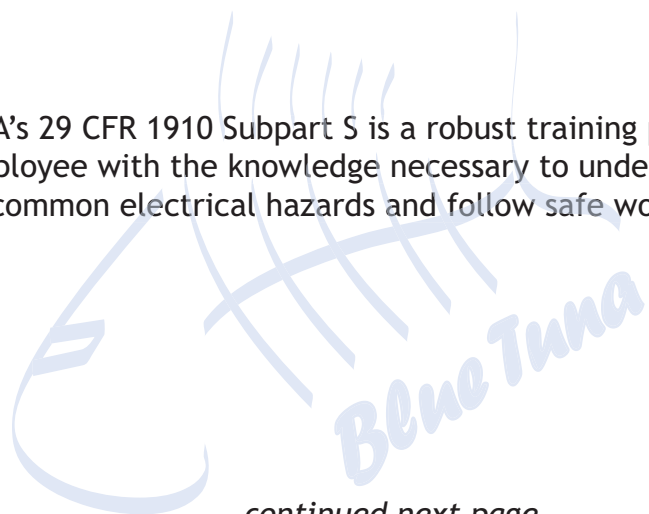 A's 29 CFR 1910 Subpart S is a robust training
ployee with the knowledge necessary to unde
common electrical hazards and follow safe wo
Blue Tuna
continued next page